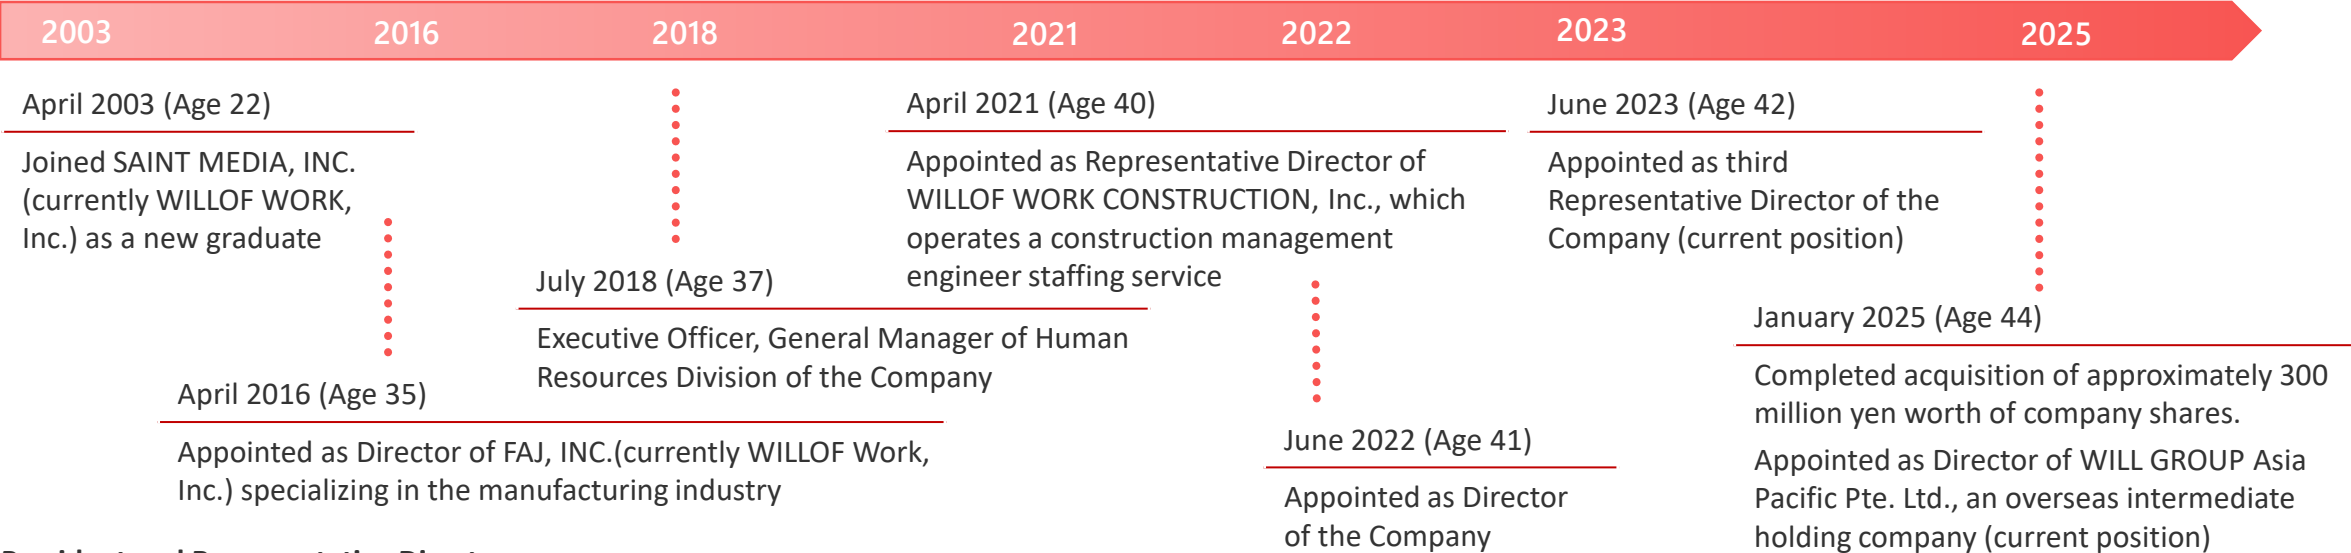 2003 2016 2018 2021 2022 2023 2025
April 2003 (Age 22)
Joined SAINT MEDIA, INC.
(currently WILLOF WORK,
Inc.) as a new graduate
April 2016 (Age 35)
Appointed as Director of FAJ, INC.(currently WILLOF Work,
Inc.) specializing in the manufacturing industry
July 2018 (Age 37)
Executive Officer, General Manager of Human
Resources Division of the Company
April 2021 (Age 40)
Appointed as Representative Director of
WILLOF WORK CONSTRUCTION, Inc., which
operates a construction management
engineer staffing service
June 2022 (Age 41)
Appointed as Director
of the Company
June 2023 (Age 42)
Appointed as third
Representative Director of the
Company (current position)
January 2025 (Age 44)
Completed acquisition of approximately 300
million yen worth of company shares.
Appointed as Director of WILL GROUP Asia
Pacific Pte. Ltd., an overseas intermediate
holding company (current position)